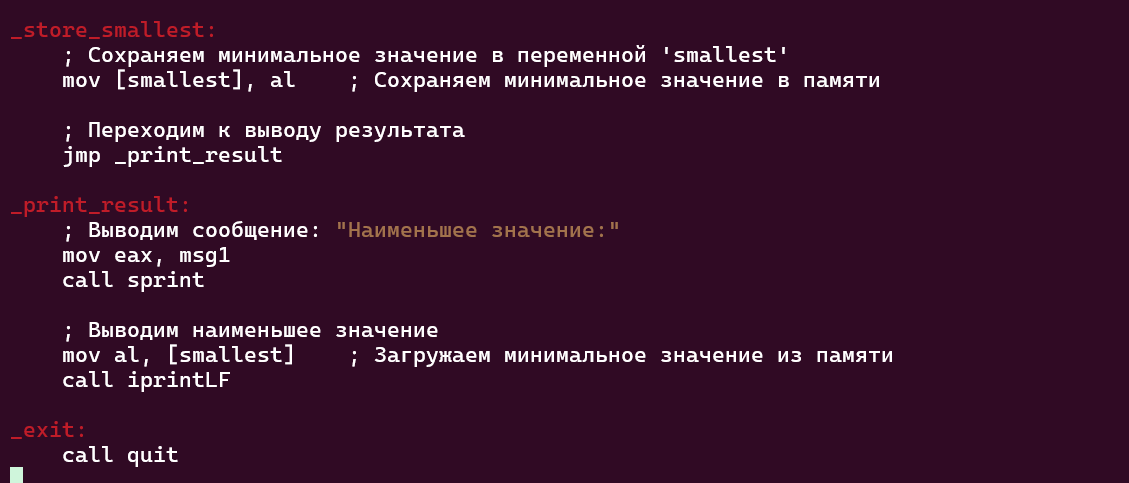 _store_smallest:
    ; Сохраняем минимальное значение в переменной 'smallest'
    mov [smallest], al    ; Сохраняем минимальное значение в памяти

    ; Переходим к выводу результата
    jmp _print_result

_print_result:
    ; Выводим сообщение: "Наименьшее значение:"
    mov eax, msg1
    call sprint

    ; Выводим наименьшее значение
    mov al, [smallest]    ; Загружаем минимальное значение из памяти
    call iprintLF

_exit:
    call quit